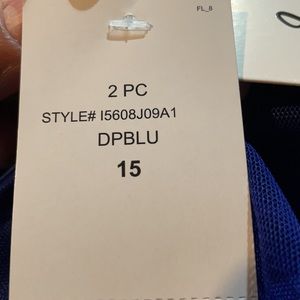 FL_8
2 PC
STYLE# I5608J09A1
DPBLU
15